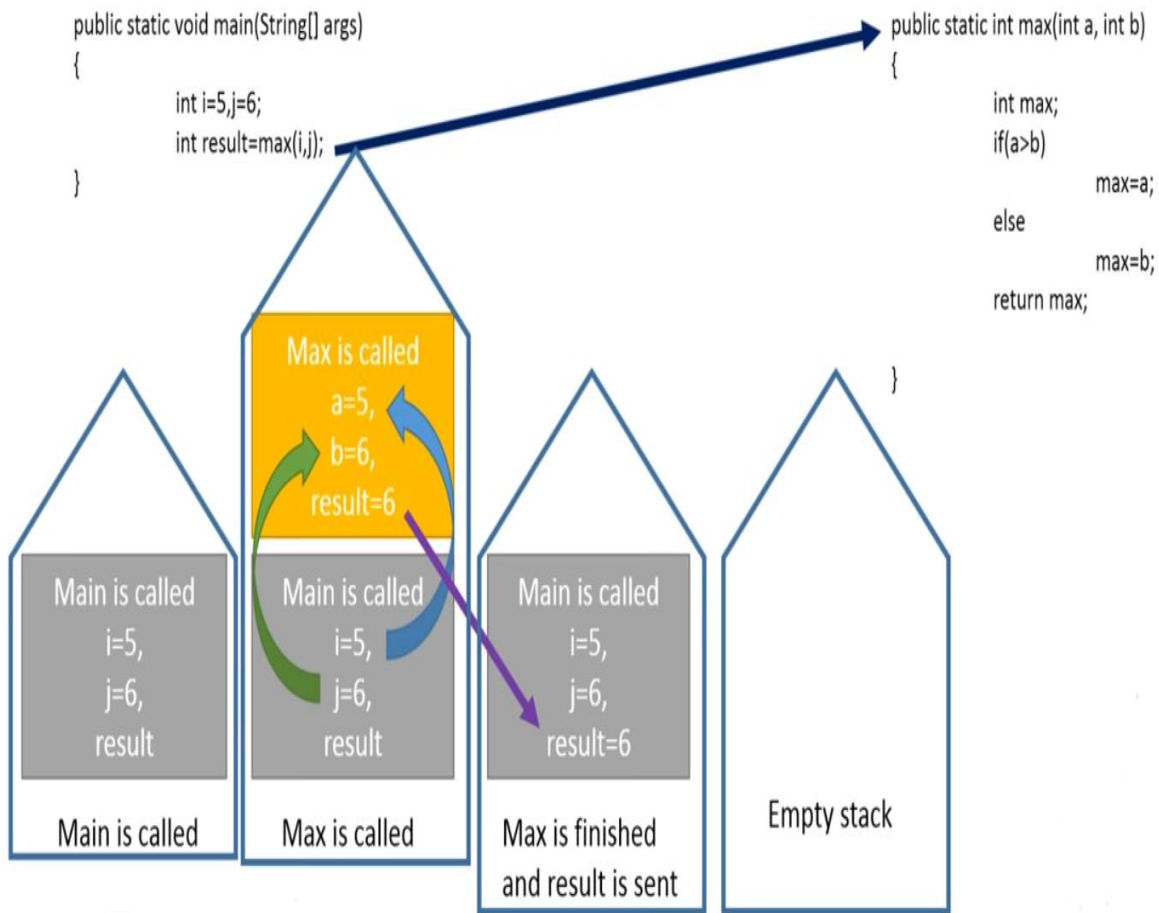 public static void main(String[] args)
{
int i=5,j=6;
int result=max(i,j);
}
public static int max(int a, int b)
{
int max;
if(a>b)
max=a;
else
max=b;
return max;
}
Main is called
i=5,
j=6,
result
Main is called
Max is called
a=5,
b=6,
result=6
Main is called
i=5,
j=6,
result
Max is called
Main is called
i=5,
j=6,
result=6
Max is finished
and result is sent
Empty stack